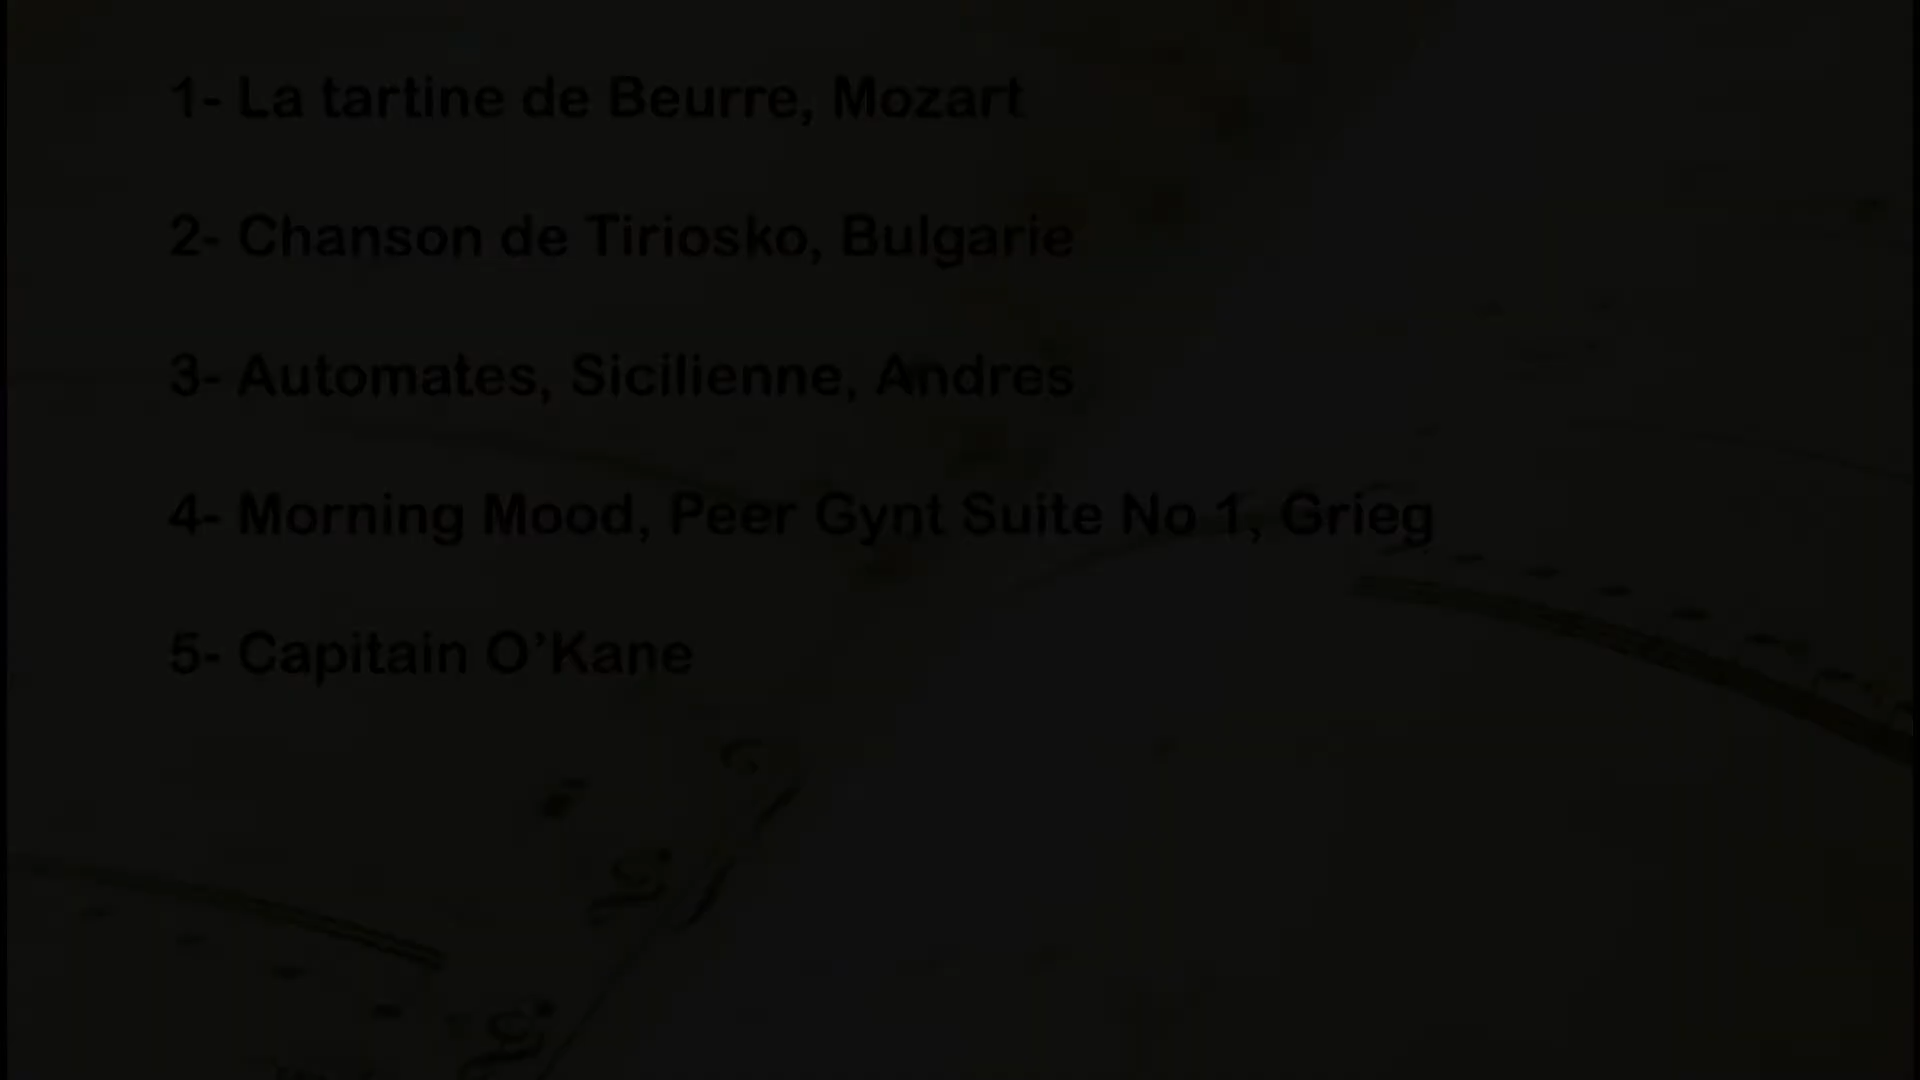 1- La tartine de Beurre, Mozart
2- Chanson de Tiriosko, Bulgarie
3- Automates, Sicilienne, Andres
4- Morning Mood, Peer Gynt Suite No 1, Grieg
5- Capitain O’Kane